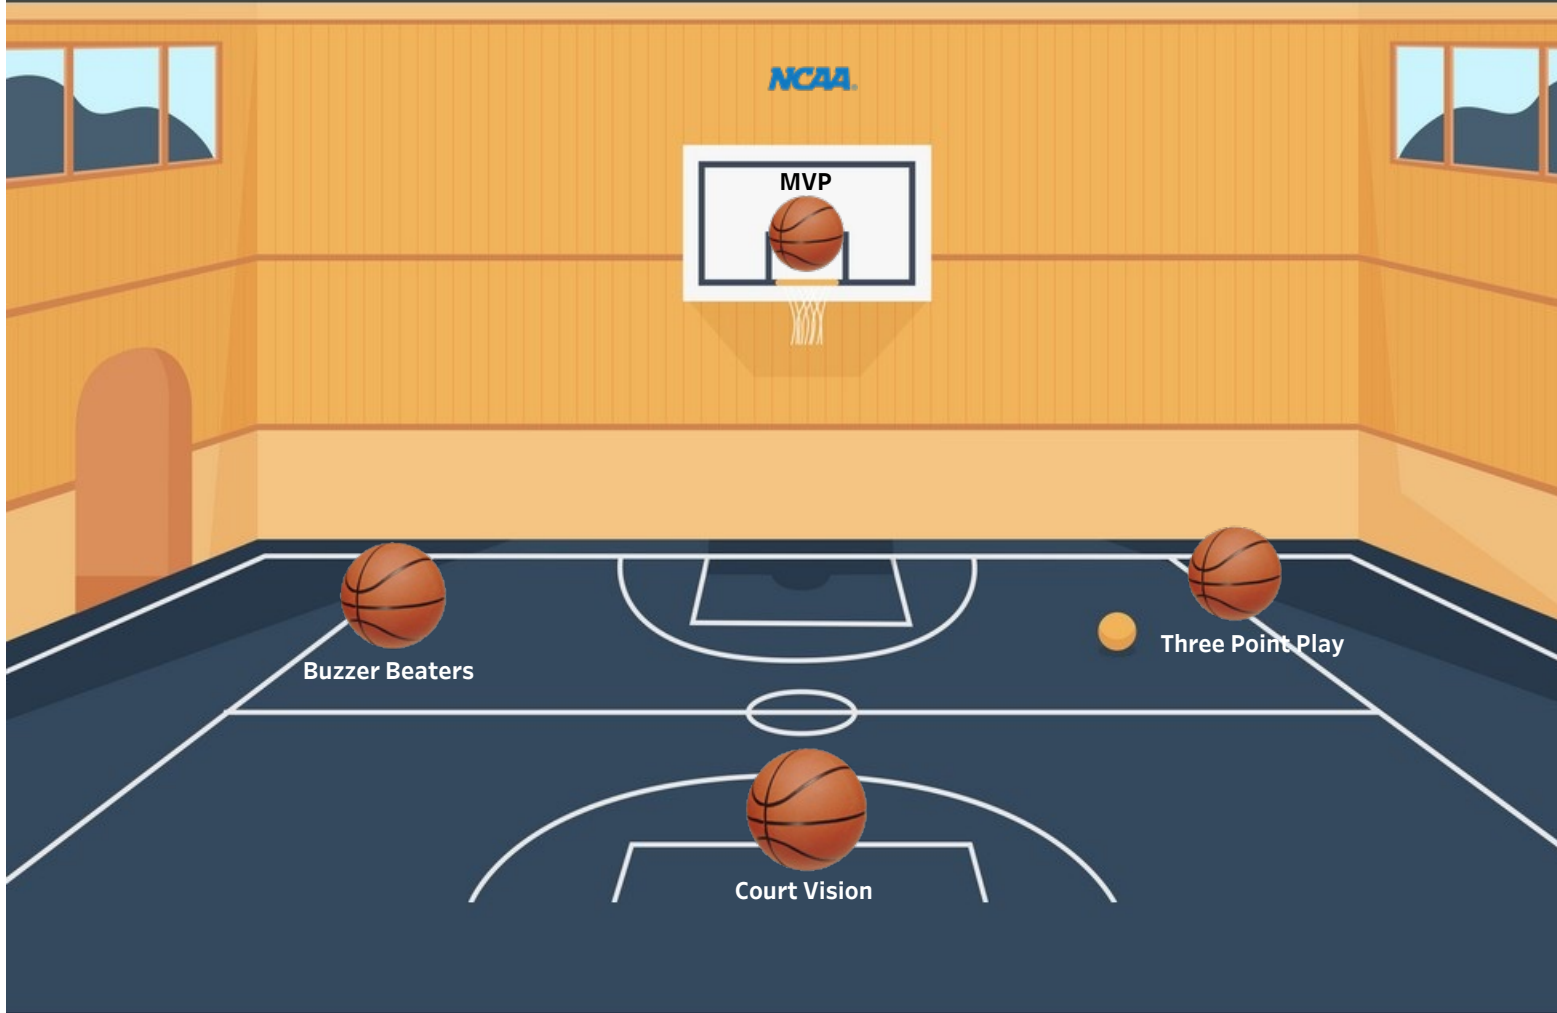 NCAA®
MVP
Three Point Play
Buzzer Beaters
Court Vision